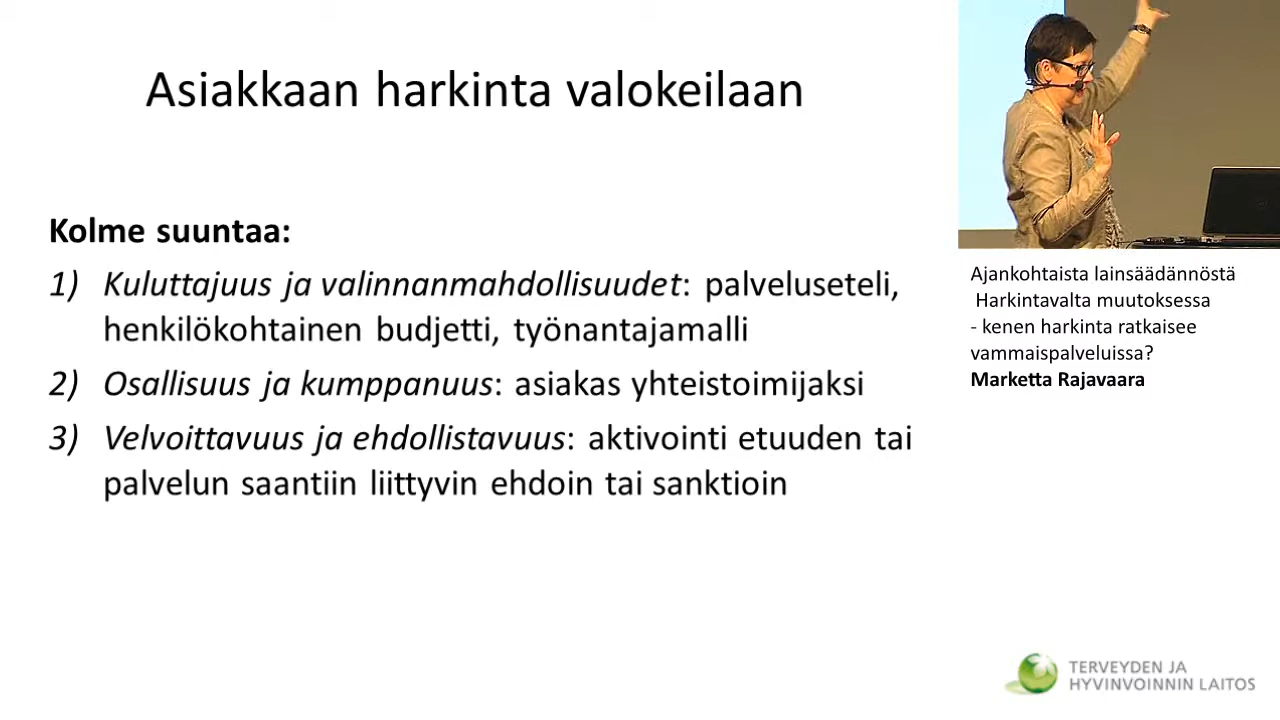 Asiakkaan harkinta valokeilaan
Kolme suuntaa:
1) Kuluttajuus ja valinnanmahdollisuudet: palveluseteli,
henkilökohtainen budjetti, työnantajamalli
2) Osallisuus ja kumppanuus: asiakas yhteistoimijaksi
3) Velvoittavuus ja ehdollistavuus: aktivointi etuuden tai
palvelun saantiin liittyvin ehdoin tai sanktioin
Ajankohtaista lainsäädännöstä
Harkintavalta muutoksessa
- kenen harkinta ratkaisee
vammaispalveluissa?
Marketta Rajavaara
TERVEYDEN JA
HYVINVOINNIN LAITOS